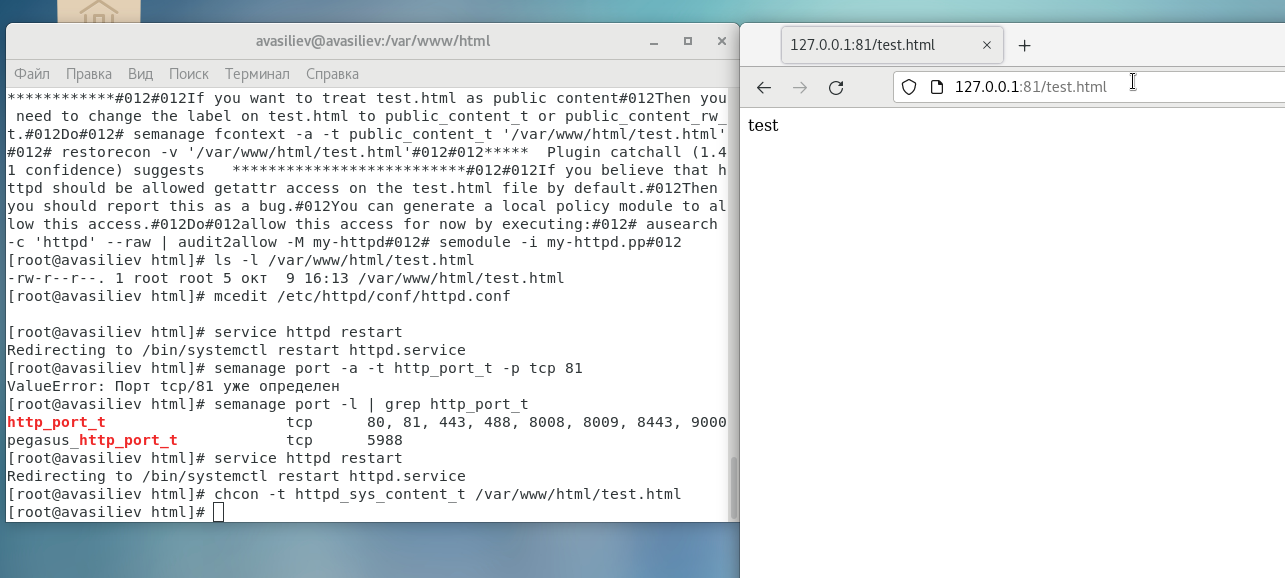 avasiliev@avasiliev:/var/www/html
Файл Правка Вид Поиск Терминал Справка
************#012#012If you want to treat test.html as public content#012Then you
 need to change the label on test.html to public_content_t or public_content_rw_
t.#012Do#012# semanage fcontext -a -t public_content_t '/var/www/html/test.html'
#012# restorecon -v '/var/www/html/test.html'#012#012*****  Plugin catchall (1.4
1 confidence) suggests   **************************#012#012If you believe that h
ttpd should be allowed getattr access on the test.html file by default.#012Then
you should report this as a bug.#012You can generate a local policy module to al
low this access.#012Do#012allow this access for now by executing:#012# ausearch
-c 'httpd' --raw | audit2allow -M my-httpd#012# semodule -i my-httpd.pp#012
[root@avasiliev html]# ls -l /var/www/html/test.html
-rw-r--r--. 1 root root 5 окт  9 16:13 /var/www/html/test.html
[root@avasiliev html]# mcedit /etc/httpd/conf/httpd.conf
[root@avasiliev html]# service httpd restart
Redirecting to /bin/systemctl restart httpd.service
[root@avasiliev html]# semanage port -a -t http_port_t -p tcp 81
ValueError: Порт tcp/81 уже определен
[root@avasiliev html]# semanage port -l | grep http_port_t
http_port_t                    tcp      80, 81, 443, 488, 8008, 8009, 8443, 9000
pegasus_http_port_t            tcp      5988
[root@avasiliev html]# service httpd restart
Redirecting to /bin/systemctl restart httpd.service
[root@avasiliev html]# chcon -t httpd_sys_content_t /var/www/html/test.html
[root@avasiliev html]#
127.0.0.1:81/test.html
127.0.0.1:81/test.html
test